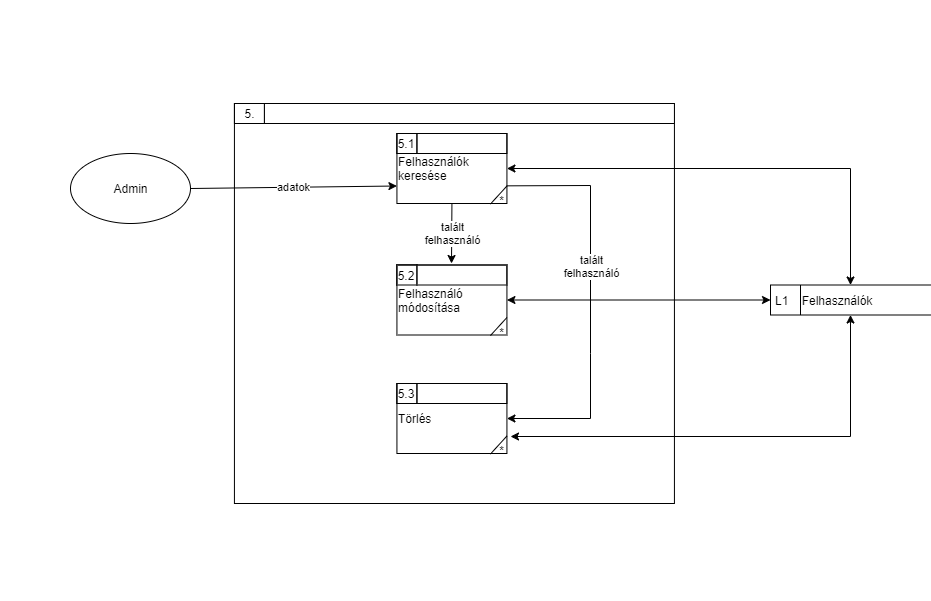 5.
5.1
Felhasználók
keresése
*
Admin
adatok
talált
felhasználó
5.2
Felhasználó
módosítása
*
talált
felhasználó
L1
Felhasználók
5.3
Törlés
*